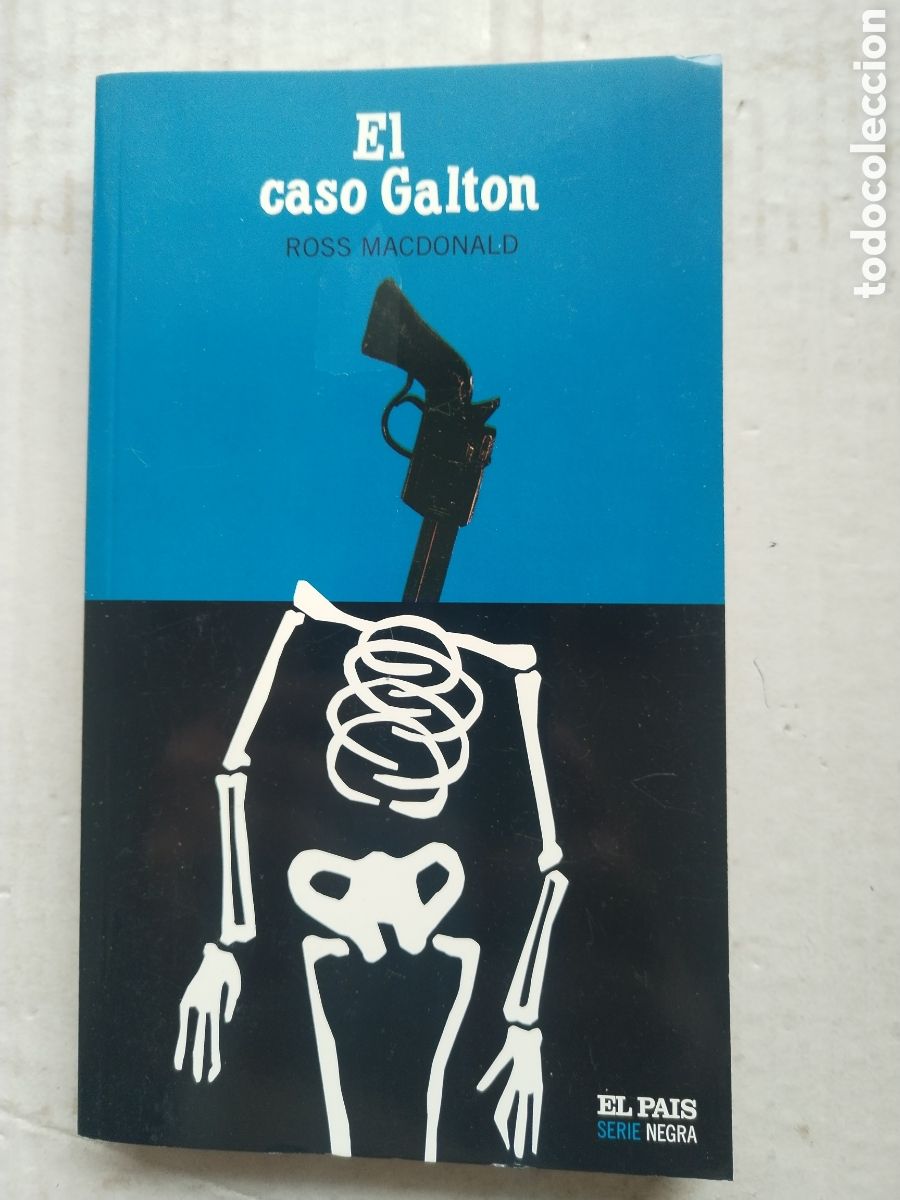 El
caso Galton
ROSS MACDONALD
EL PAIS
SERIE NEGRA
todocoleccion